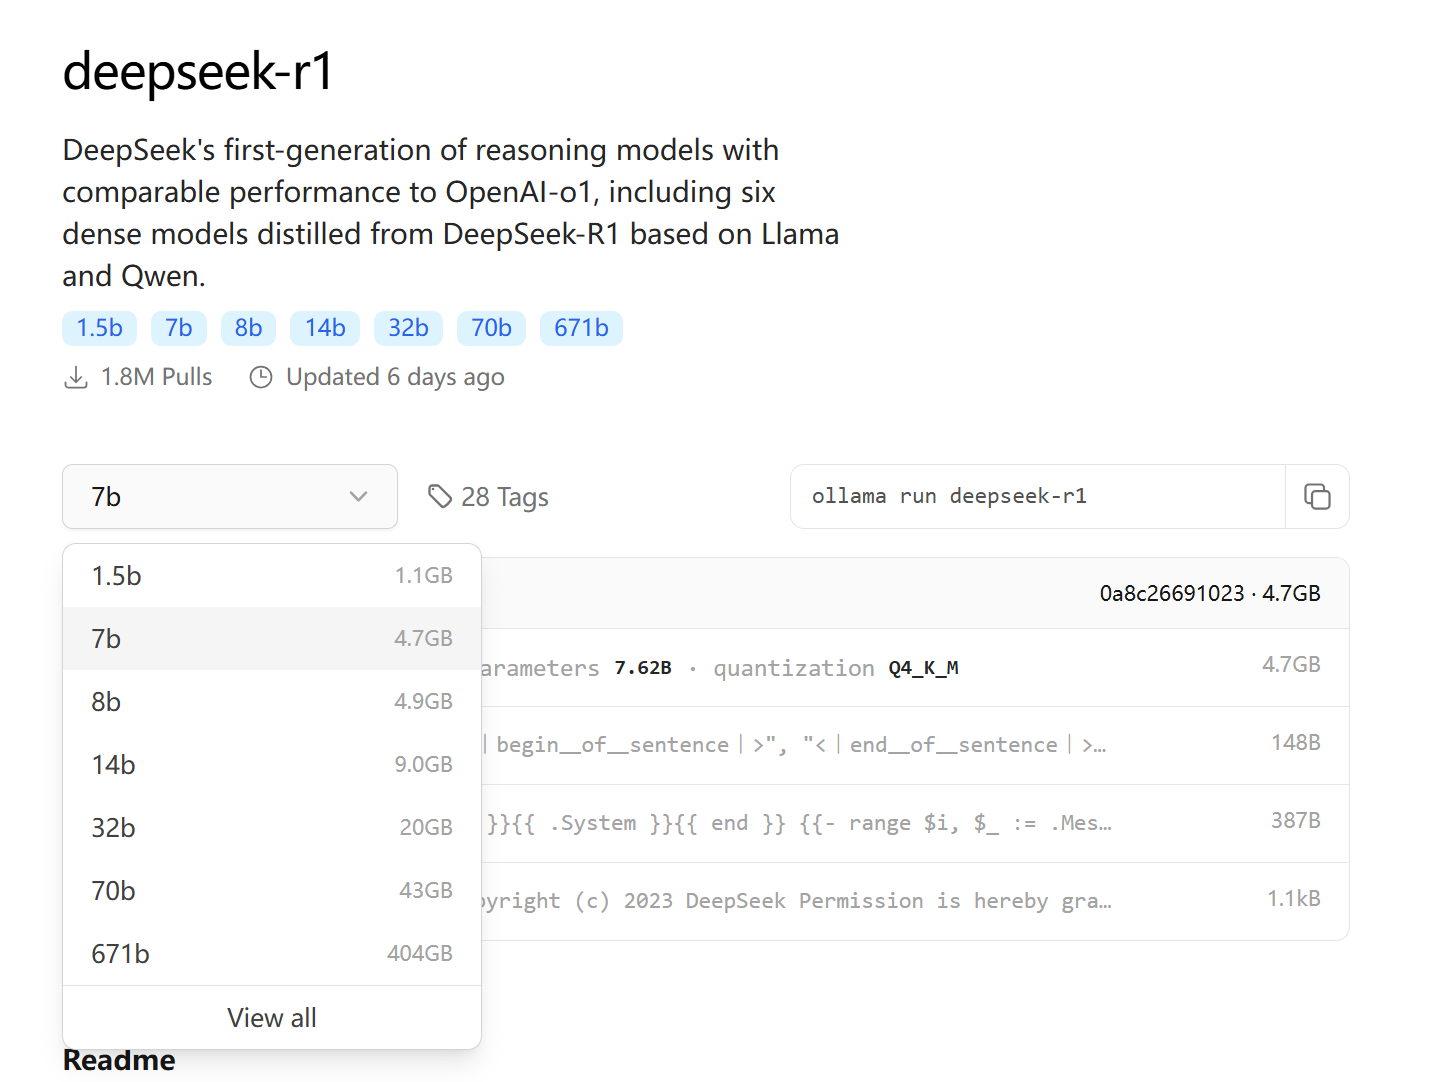 deepseek-r1
DeepSeek's first-generation of reasoning models with
comparable performance to OpenAI-o1, including six
dense models distilled from DeepSeek-R1 based on Llama
and Qwen.
1.5b 7b 8b 14b 32b 70b 671b
1.8M Pulls Updated 6 days ago
7b 28 Tags ollama run deepseek-r1
1.5b 1.1GB
7b 4.7GB
8b 4.9GB
14b 9.0GB
32b 20GB
70b 43GB
671b 404GB
View all
0a8c26691023 · 4.7GB
arameters 7.62B · quantization Q4_K_M 4.7GB
|begin__of__sentence|>", "<|end__of__sentence|>… 148B
}}{{ .System }}{{ end }} {{- range $i, $_ := .Mes… 387B
pyright (c) 2023 DeepSeek Permission is hereby gra… 1.1kB
Readme